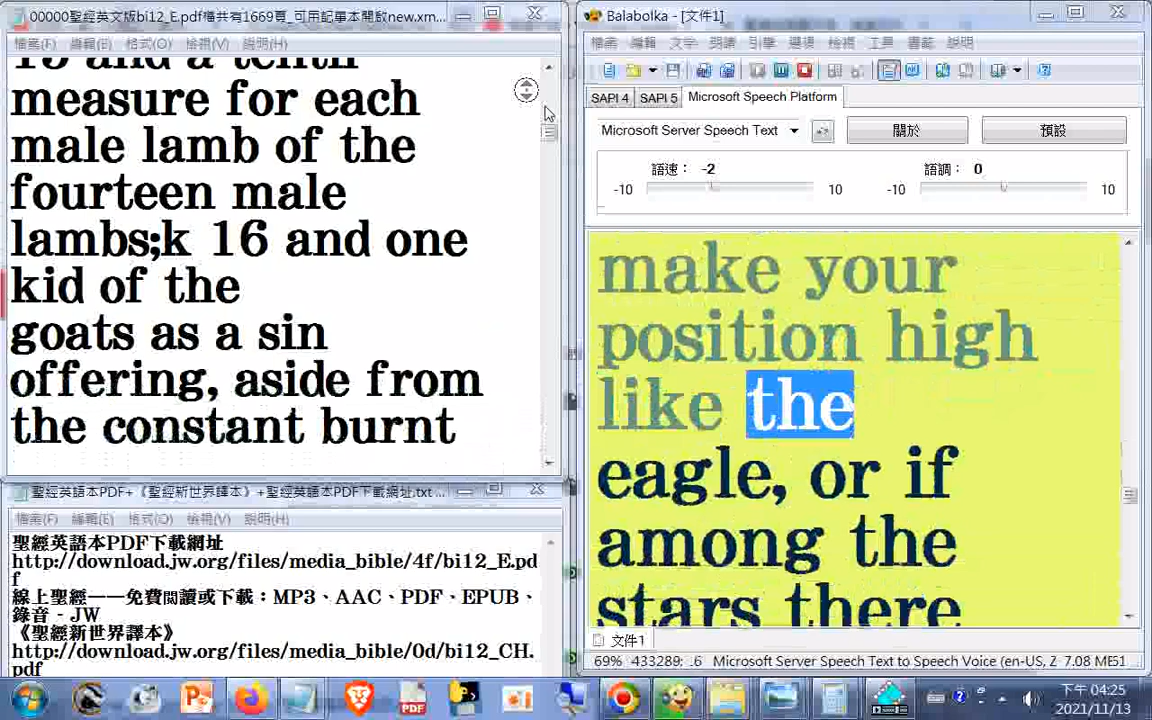 00000聖經英文版bi12_E.pdf檔共有1669頁_可用記事本開啟new.xm...
檔案(F) 編輯(E) 格式(O) 檢視(V) 說明(H)
15 and a tenth
measure for each
male lamb of the
fourteen male
lambs;k 16 and one
kid of the
goats as a sin
offering, aside from
the constant burnt
聖經英語本PDF+《聖經新世界譯本》+聖經英語本PDF下載網址.txt ...
檔案(F) 編輯(E) 格式(O) 檢視(V) 說明(H)
聖經英語本PDF下載網址
http://download.jw.org/files/media_bible/4f/bi12_E.pd
f
線上聖經——免費閱讀或下載：MP3、AAC、PDF、EPUB、
錄音 - JW
《聖經新世界譯本》
http://download.jw.org/files/media_bible/0d/bi12_CH.
pdf
Balabolka - [文件1]
檔案 編輯 文字 朗讀 引擎 選項 檢視 工具 書籤 說明
SAPI 4 SAPI 5 Microsoft Speech Platform
Microsoft Server Speech Text 關於 預設
語速： -2 語調： 0
-10 10 -10 10
make your
position high
like the
eagle, or if
among the
stars there
文件1
69% 433289: .6 Microsoft Server Speech Text to Speech Voice (en-US, Z 7.08 ME51
下午 04:25
2021/11/13